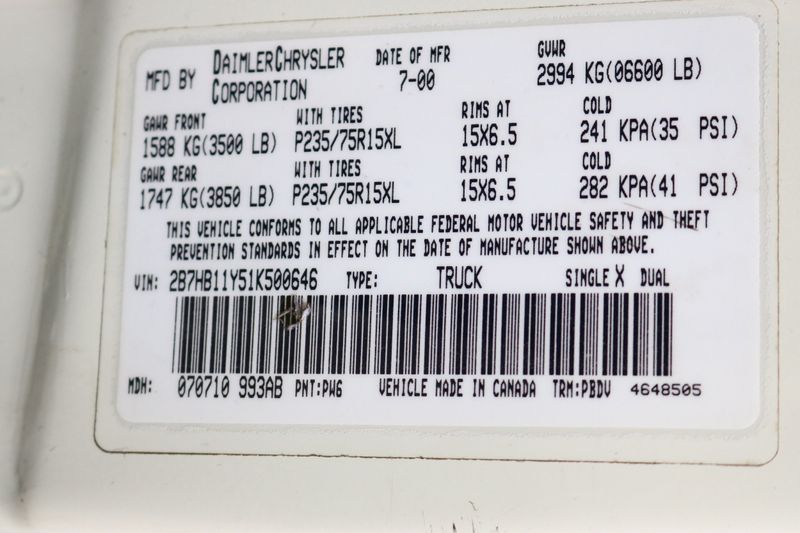 MFD BY DAIMLERCHRYSLER CORPORATION DATE OF MFR 7-00 GVWR 2994 KG(06600 LB)
GAWR FRONT WITH TIRES RIMS AT COLD
1588 KG(3500 LB) P235/75R15XL 15X6.5 241 KPA(35 PSI)
GAWR REAR WITH TIRES RIMS AT COLD
1747 KG(3850 LB) P235/75R15XL 15X6.5 282 KPA(41 PSI)
THIS VEHICLE CONFORMS TO ALL APPLICABLE FEDERAL MOTOR VEHICLE SAFETY AND THEFT
PREVENTION STANDARDS IN EFFECT ON THE DATE OF MANUFACTURE SHOWN ABOVE.
VIN: 2B7HB11Y51K500646 TYPE: TRUCK SINGLE X DUAL
MDH: 070710 993AB PNT:PW6 VEHICLE MADE IN CANADA TRM:PBDV 4648505